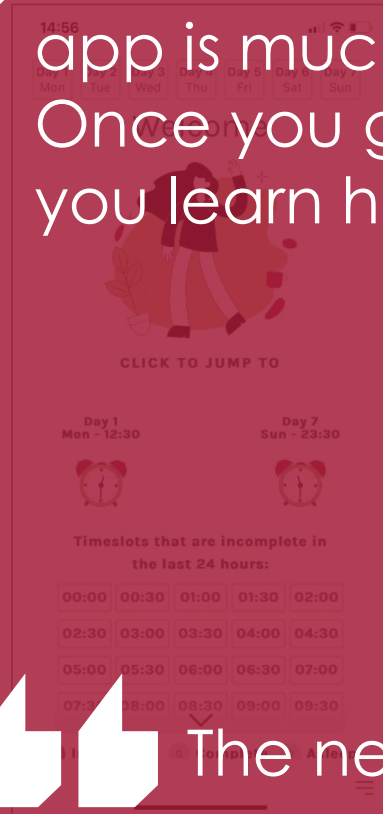 14:56
app is muc
Day 1 Day 2 Day 3 Day 4 Day 5 Day 6 Day 7
Mon Tue Wed Thu Fri Sat Sun
Once you g
Welcome
you learn h
CLICK TO JUMP TO
Day 1 Day 7
Mon - 12:30 Sun - 23:30
Timeslots that are incomplete in
the last 24 hours:
00:00 00:30 01:00 01:30 02:00
02:30 03:00 03:30 04:00 04:30
05:00 05:30 06:00 06:30 07:00
07:3 08:00 08:30 09:00 09:30
The ne